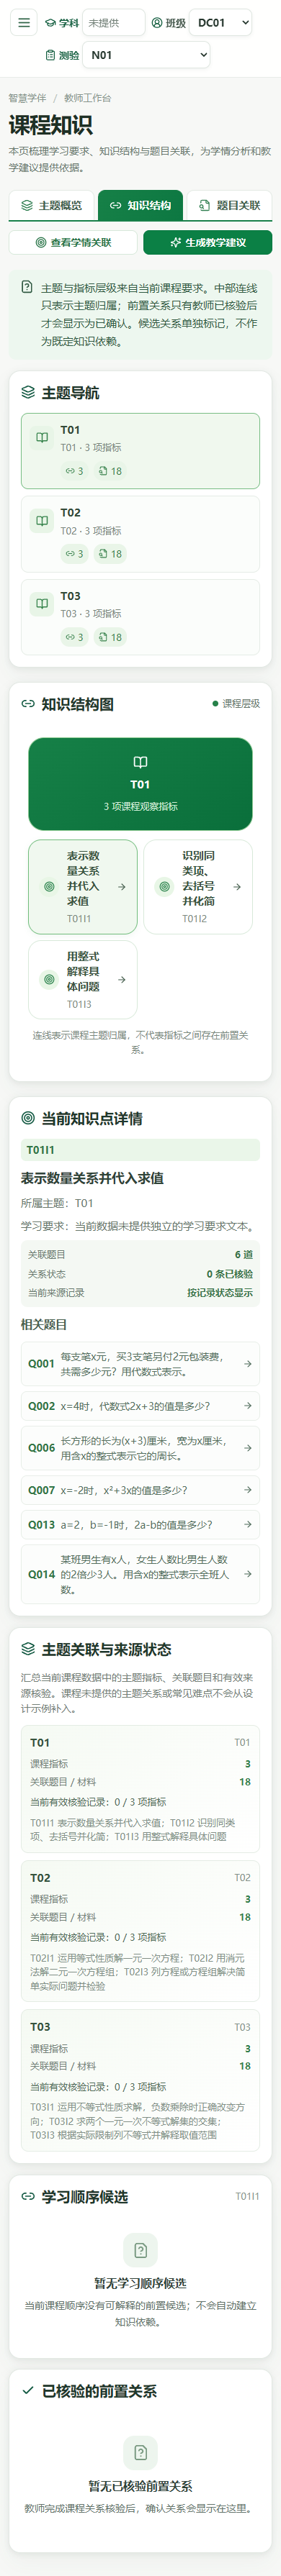 学科 未提供 班级 DC01
测验 N01
智慧学伴 / 教师工作台
课程知识
本页梳理学习要求、知识结构与题目关联，为学情分析和教
学建议提供依据。
主题概览 知识结构 题目关联
查看学情关联 生成教学建议
主题与指标层级来自当前课程要求。中部连线
只表示主题归属；前置关系只有教师已核验后
才会显示为已确认。候选关系单独标记，不作
为既定知识依赖。
主题导航
T01
T01 · 3 项指标
3 18
T02
T02 · 3 项指标
3 18
T03
T03 · 3 项指标
3 18
知识结构图 课程层级
T01
3 项课程观察指标
表示数
量关系
并代入
求值
T01I1
识别同
类项、
去括号
并化简
T01I2
用整式
解释具
体问题
T01I3
连线表示课程主题归属，不代表指标之间存在前置关
系。
当前知识点详情
T01I1
表示数量关系并代入求值
所属主题：T01
学习要求：当前数据未提供独立的学习要求文本。
关联题目 6 道
关系状态 0 条已核验
当前来源记录 按记录状态显示
相关题目
Q001 每支笔x元，买3支笔另付2元包装费，
共需多少元？用代数式表示。
Q002 x=4时，代数式2x+3的值是多少？
Q006 长方形的长为(x+3)厘米，宽为x厘米，
用含x的整式表示它的周长。
Q007 x=-2时，x²+3x的值是多少？
Q013 a=2，b=-1时，2a-b的值是多少？
Q014 某班男生有x人，女生人数比男生人数
的2倍少3人。用含x的整式表示全班人
数。
主题关联与来源状态
汇总当前课程数据中的主题指标、关联题目和有效来
源核验。课程未提供的主题关系或常见难点不会从设
计示例补入。
T01 T01
课程指标 3
关联题目 / 材料 18
当前有效核验记录：0 / 3 项指标
T01I1 表示数量关系并代入求值；T01I2 识别同类
项、去括号并化简；T01I3 用整式解释具体问题
T02 T02
课程指标 3
关联题目 / 材料 18
当前有效核验记录：0 / 3 项指标
T02I1 运用等式性质解一元一次方程；T02I2 用消元
法解二元一次方程组；T02I3 列方程或方程组解决简
单实际问题并检验
T03 T03
课程指标 3
关联题目 / 材料 18
当前有效核验记录：0 / 3 项指标
T03I1 运用不等式性质求解，负数乘除时正确改变方
向；T03I2 求两个一元一次不等式解集的交集；
T03I3 根据实际限制列不等式并解释取值范围
学习顺序候选 T01I1
暂无学习顺序候选
当前课程顺序没有可解释的前置候选；不会自动建立
知识依赖。
已核验的前置关系
暂无已核验前置关系
教师完成课程关系核验后，确认关系会显示在这里。